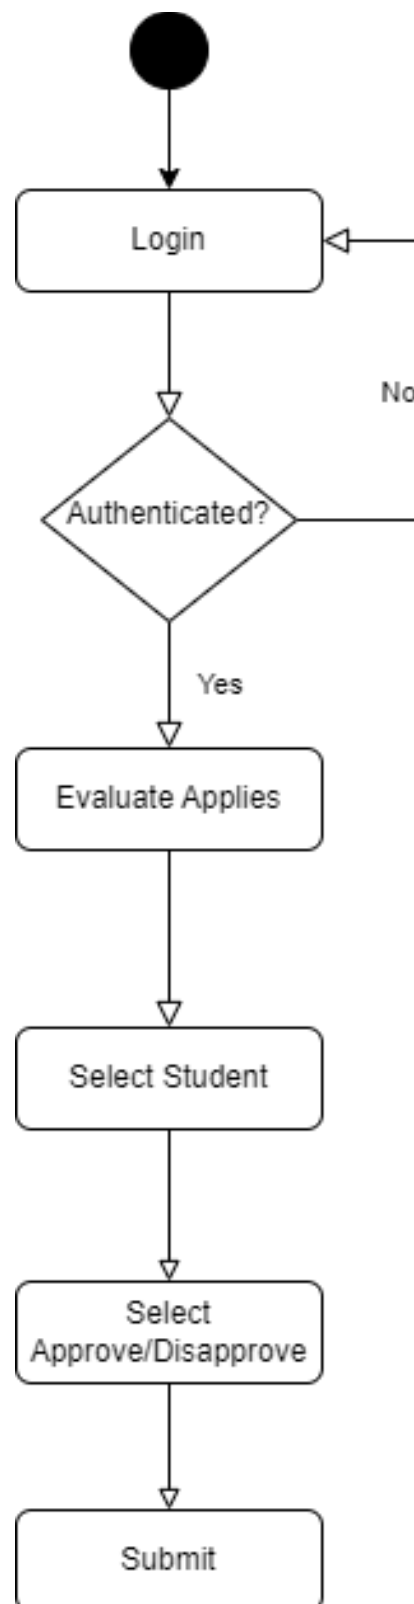 Login
No
Authenticated?
Yes
Evaluate Applies
Select Student
Select
Approve/Disapprove
Submit